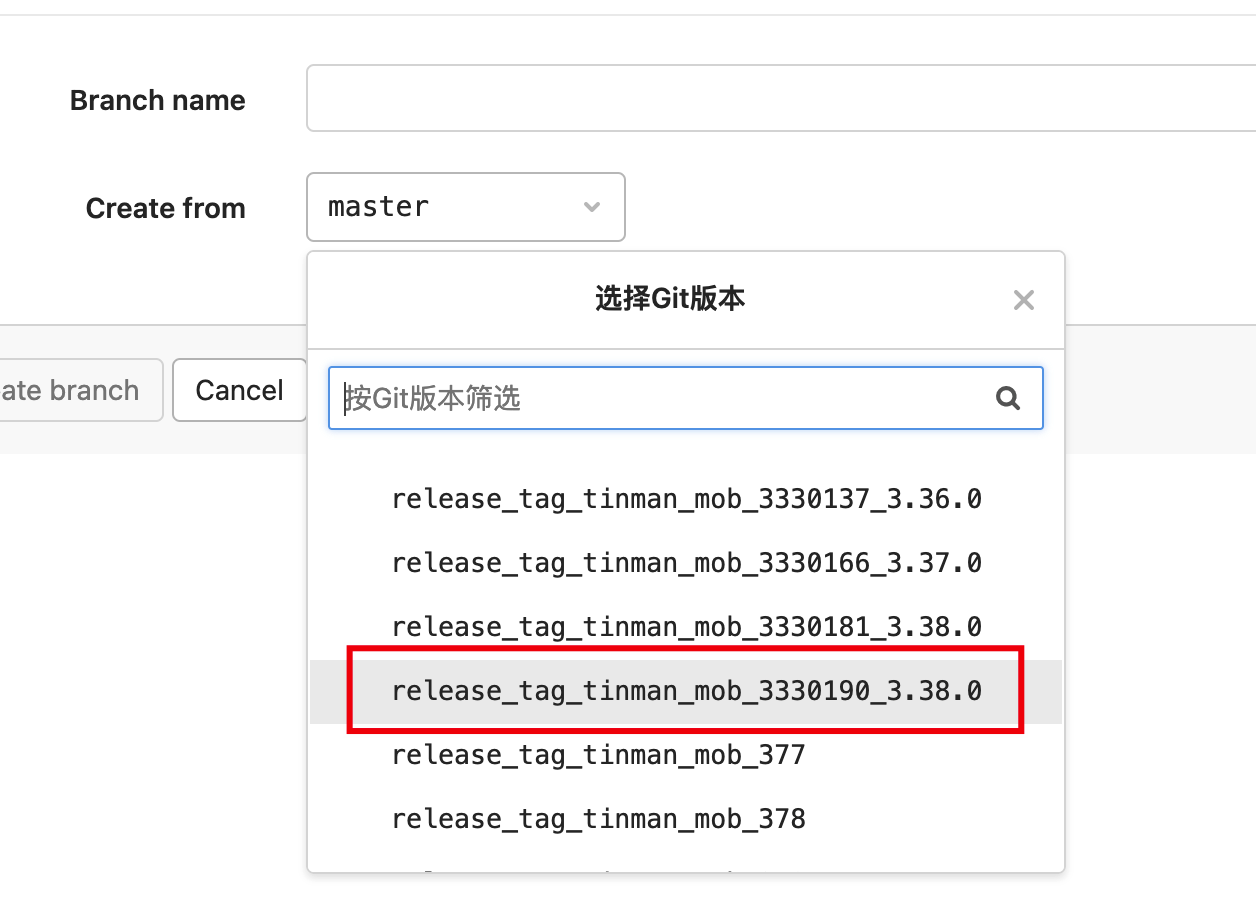 Branch name
Create from
master
选择Git版本
ate branch
Cancel
按Git版本筛选
release_tag_tinman_mob_3330137_3.36.0
release_tag_tinman_mob_3330166_3.37.0
release_tag_tinman_mob_3330181_3.38.0
release_tag_tinman_mob_3330190_3.38.0
release_tag_tinman_mob_377
release_tag_tinman_mob_378